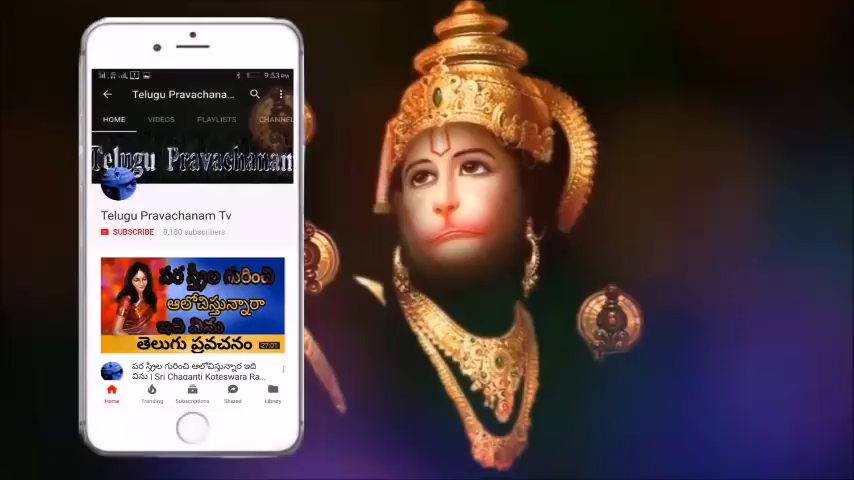 9:53 PM
Telugu Pravachana...
HOME VIDEOS PLAYLISTS CHANNEL
Telugu Pravachanam
Telugu Pravachanam Tv
SUBSCRIBE 8,180 subscribers
పర స్త్రీల గురించి
ఆలోచిస్తున్నారా
ఇది విను
తెలుగు ప్రవచనం
27:01
పర స్త్రీల గురించి ఆలోచిస్తున్నార ఇది
విను | Sri Chaganti Koteswara Ra...
Home Trending Subscriptions Shared Library